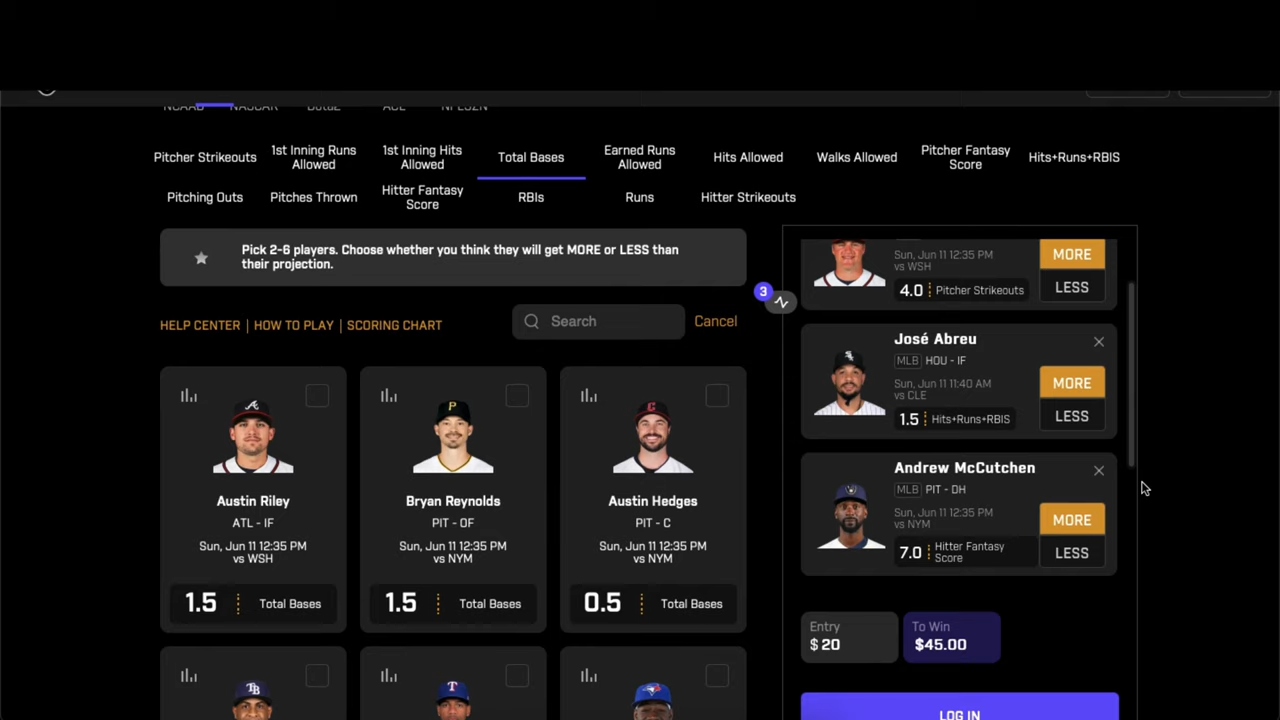 NCAAB NASCAR Dota2 ACL NFLSZN
Pitcher Strikeouts
1st Inning Runs
Allowed
1st Inning Hits
Allowed
Total Bases
Earned Runs
Allowed
Hits Allowed
Walks Allowed
Pitcher Fantasy
Score
Hits+Runs+RBIS
Pitching Outs
Pitches Thrown
Hitter Fantasy
Score
RBIs
Runs
Hitter Strikeouts
Pick 2-6 players. Choose whether you think they will get MORE or LESS than
their projection.
HELP CENTER | HOW TO PLAY | SCORING CHART
Search
Cancel
Austin Riley
ATL - IF
Sun, Jun 11 12:35 PM
vs WSH
1.5 Total Bases
Bryan Reynolds
PIT - OF
Sun, Jun 11 12:35 PM
vs NYM
1.5 Total Bases
Austin Hedges
PIT - C
Sun, Jun 11 12:35 PM
vs NYM
0.5 Total Bases
3
Sun, Jun 11 12:35 PM
vs WSH
4.0 Pitcher Strikeouts
MORE
LESS
José Abreu
MLB HOU - IF
Sun, Jun 11 11:40 AM
vs CLE
1.5 Hits+Runs+RBIS
MORE
LESS
Andrew McCutchen
MLB PIT - DH
Sun, Jun 11 12:35 PM
vs NYM
7.0 Hitter Fantasy
Score
MORE
LESS
Entry
$ 20
To Win
$45.00
LOG IN